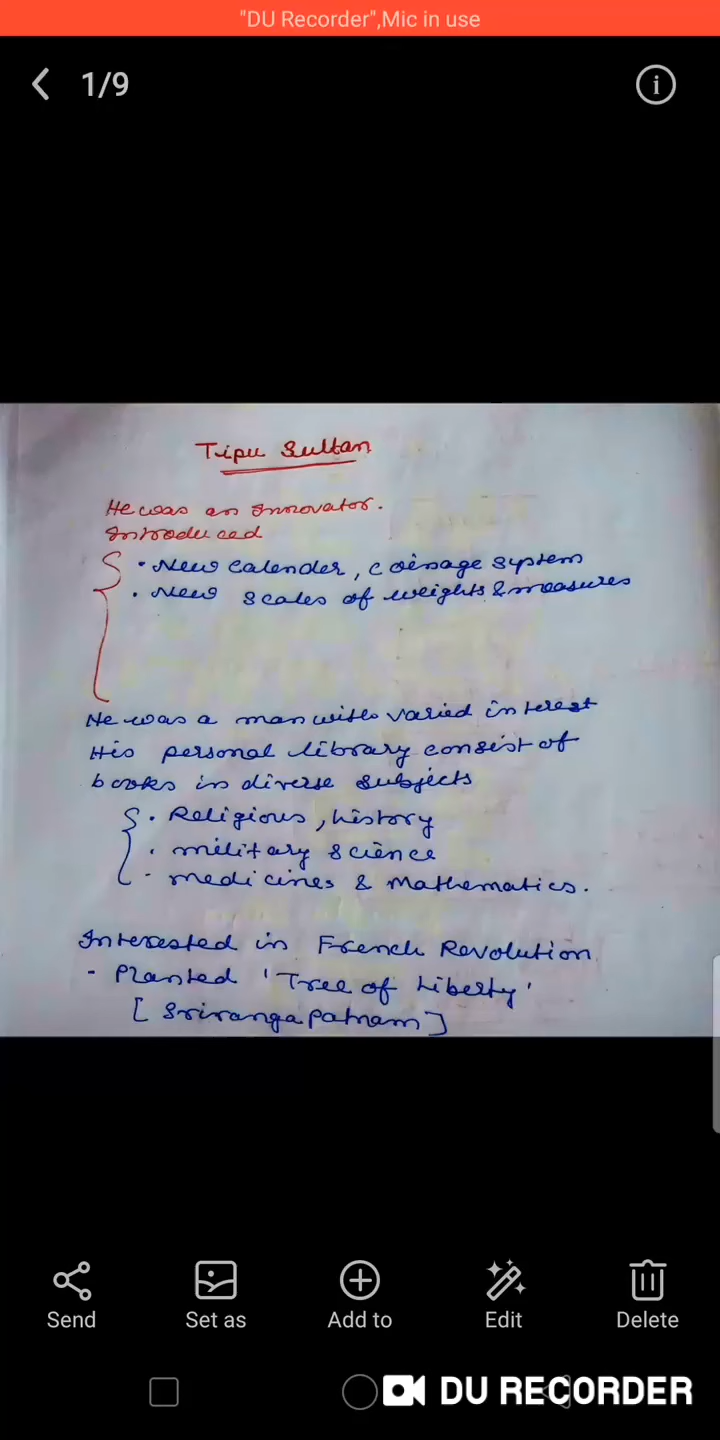 "DU Recorder",Mic in use
1/9
Tipu Sultan
He was an Innovator.
Introduced
· New Calender, coinage system
· New scales of weights & measures
He was a man with varied interest
His personal library consist of
books in diverse subjects
· Religious, history
· military science
- medicines & Mathematics.
Interested in French Revolution
- Planted 'Tree of Liberty'
[Srirangapatnam]
Send Set as Add to Edit Delete
DU RECORDER